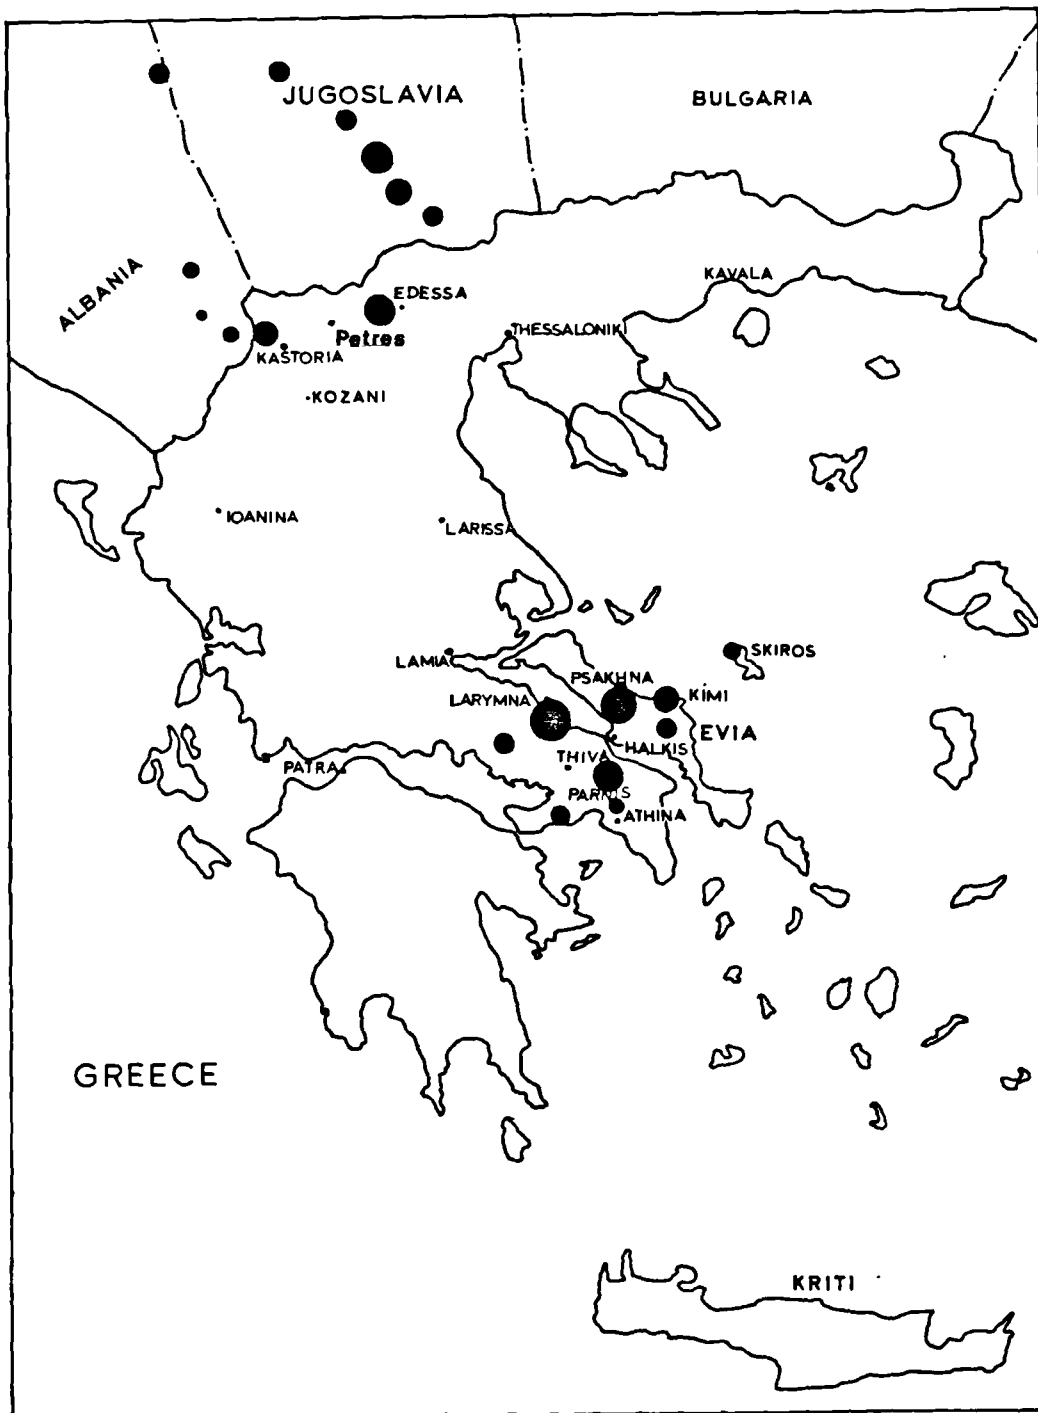 JUGOSLAVIA
BULGARIA
ALBANIA
KAVALA
EDESSA
Petres
THESSALONIKI
KASTORIA
KOZANI
IOANINA
LARISSA
LAMIA
SKIROS
PSAKHNA
KIMI
LARYMNA
EVIA
HALKIS
THIVA
PATRA
PARNIS
ATHINA
GREECE
KRITI